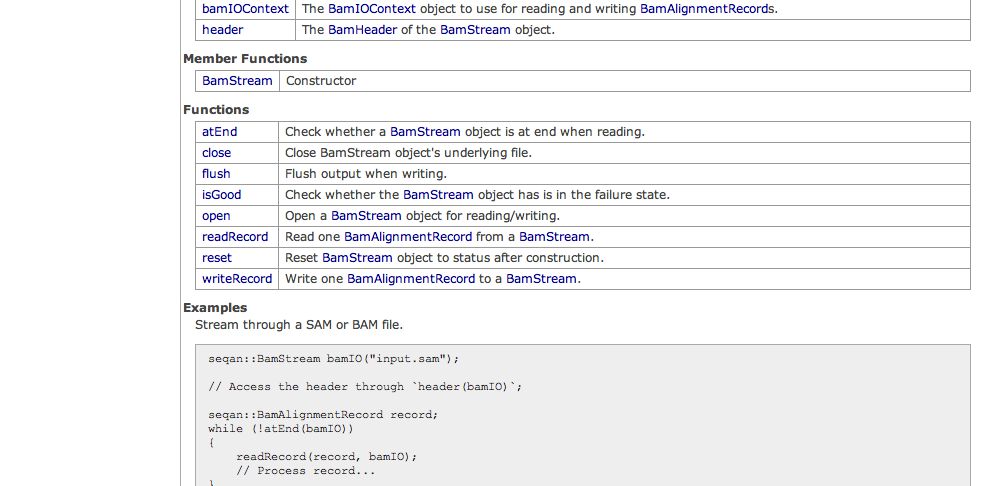 bamIOContext The BamIOContext object to use for reading and writing BamAlignmentRecords.
header The BamHeader of the BamStream object.
Member Functions
BamStream Constructor
Functions
atEnd Check whether a BamStream object is at end when reading.
close Close BamStream object's underlying file.
flush Flush output when writing.
isGood Check whether the BamStream object has is in the failure state.
open Open a BamStream object for reading/writing.
readRecord Read one BamAlignmentRecord from a BamStream.
reset Reset BamStream object to status after construction.
writeRecord Write one BamAlignmentRecord to a BamStream.
Examples
Stream through a SAM or BAM file.
seqan::BamStream bamIO("input.sam");
// Access the header through `header(bamIO)`;
seqan::BamAlignmentRecord record;
while (!atEnd(bamIO))
{
    readRecord(record, bamIO);
    // Process record...
}